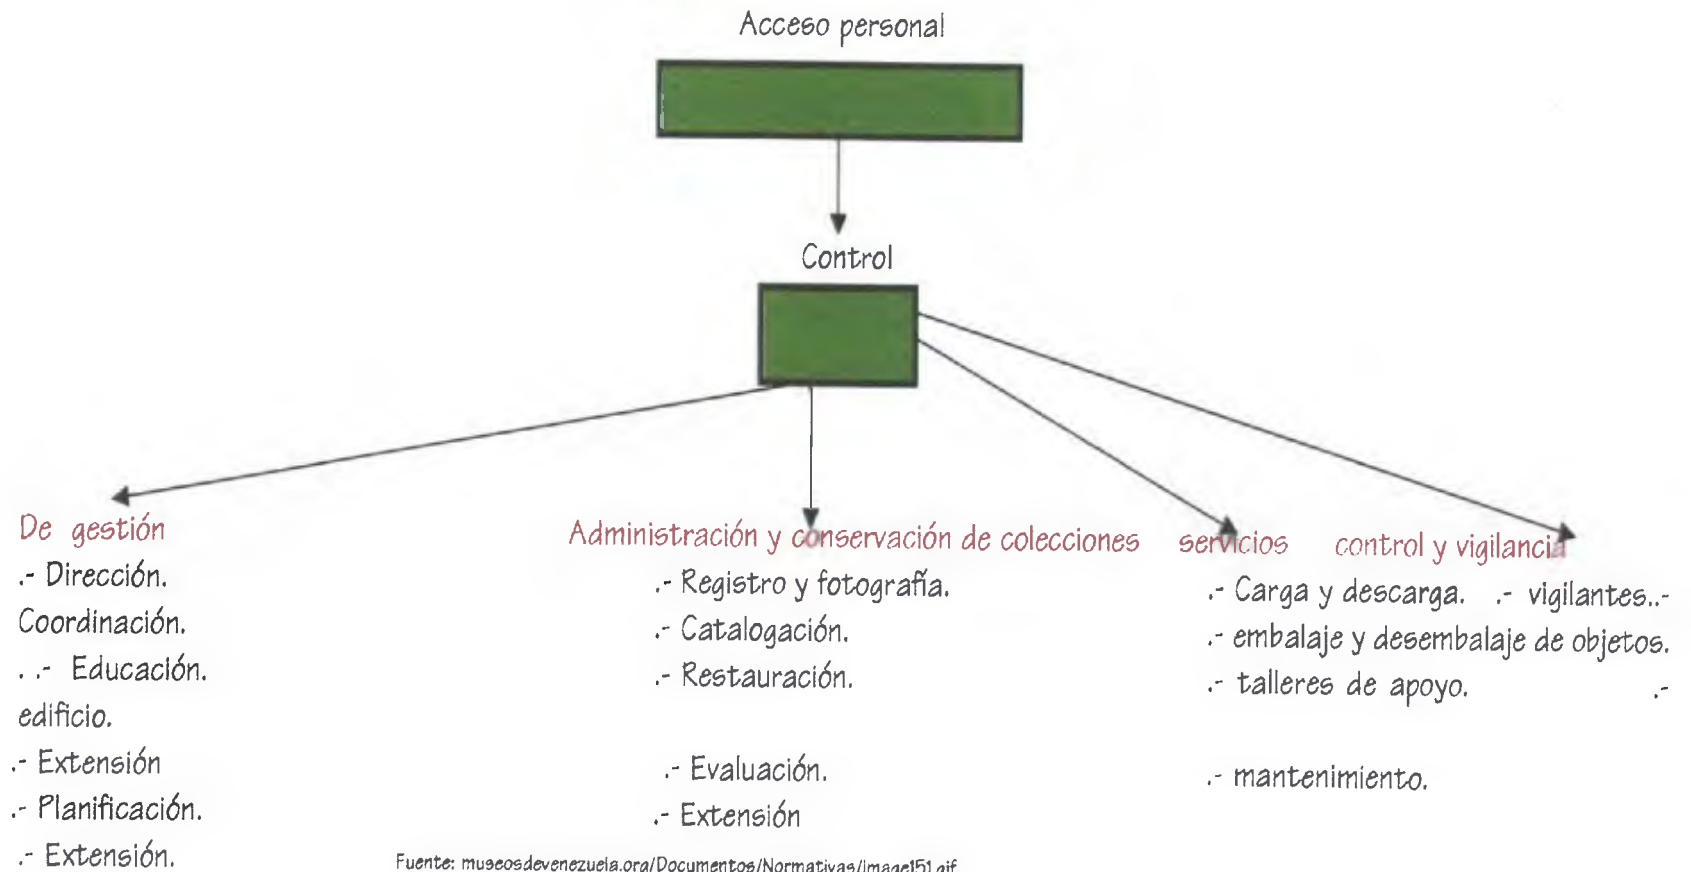 Acceso personal
Control
De gestión Administración y conservación de colecciones servicios control y vigilancia
.- Dirección. .- Registro y fotografía. .- Carga y descarga. .- vigilantes..-
Coordinación. .- Catalogación. .- embalaje y desembalaje de objetos.
. .- Educación. .- Restauración. .- talleres de apoyo. .-
edificio.
.- Extensión .- Evaluación. .- mantenimiento.
.- Planificación. .- Extensión
.- Extensión. Fuente: museosdevenezuela.org/Documentos/Normativas/Image151.gif